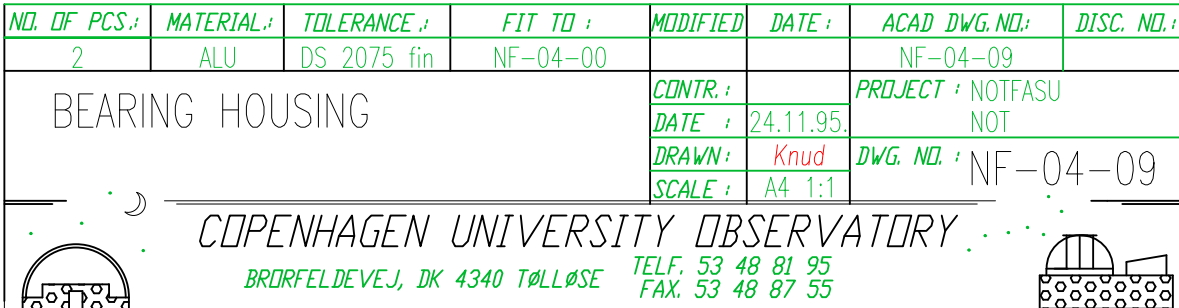 NO. OF PCS.: MATERIAL.: TOLERANCE.: FIT TO : MODIFIED DATE : ACAD DWG.NO.: DISC. NO.:
2 ALU DS 2075 fin NF-04-00 NF-04-09
BEARING HOUSING
CONTR. : PROJECT : NOTFASU
DATE : 24.11.95. NOT
DRAWN : Knud DWG. NO. : NF-04-09
SCALE : A4 1:1
COPENHAGEN UNIVERSITY OBSERVATORY
BRORFELDEVEJ, DK 4340 TØLLØSE TELF. 53 48 81 95
FAX. 53 48 87 55